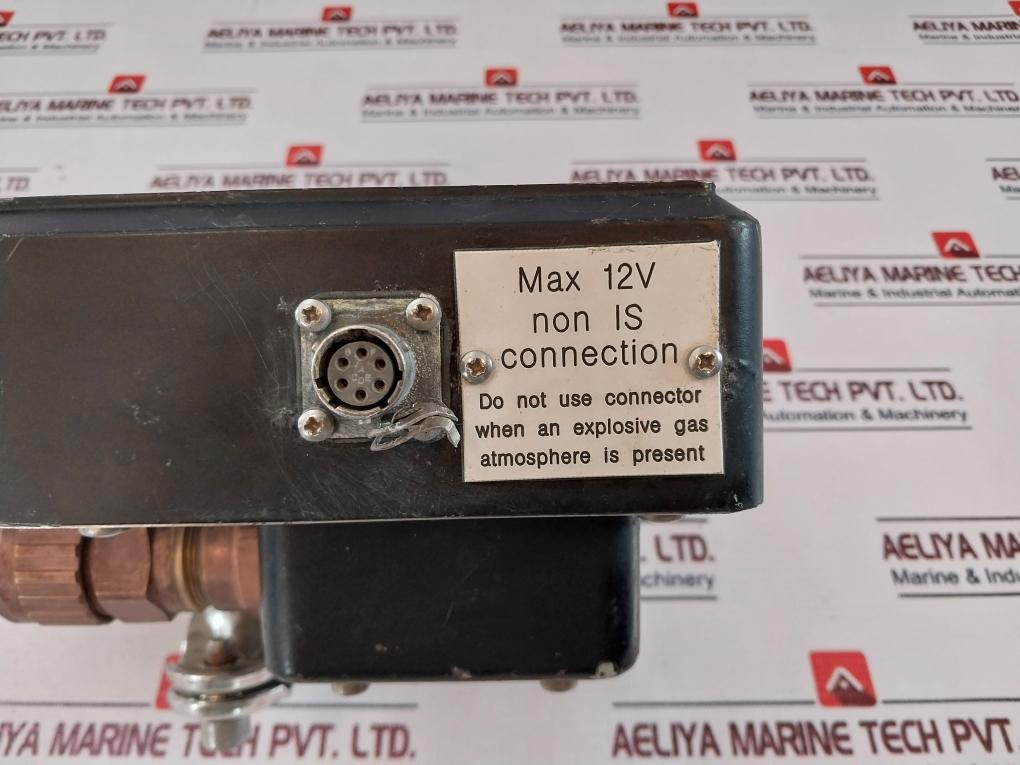 AELIYA MARINE TECH PVT. LTD.
Marine & Industrial Automation & Machinery
Max 12V
non IS
connection
Do not use connector
when an explosive gas
atmosphere is present